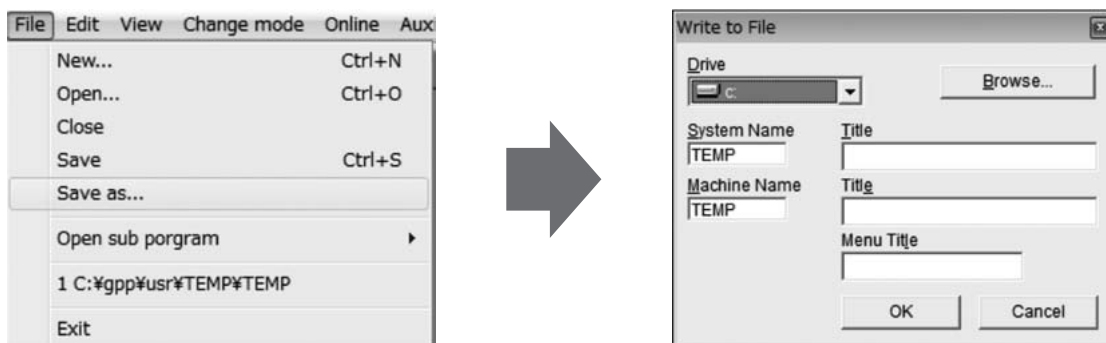 File Edit View Change mode Online Aux
New... Ctrl+N
Open... Ctrl+O
Close
Save Ctrl+S
Save as...
Open sub porgram
1 C:¥gpp¥usr¥TEMP¥TEMP
Exit
Write to File
Drive
c:
Browse...
System Name Title
TEMP
Machine Name Title
TEMP
Menu Title
OK Cancel